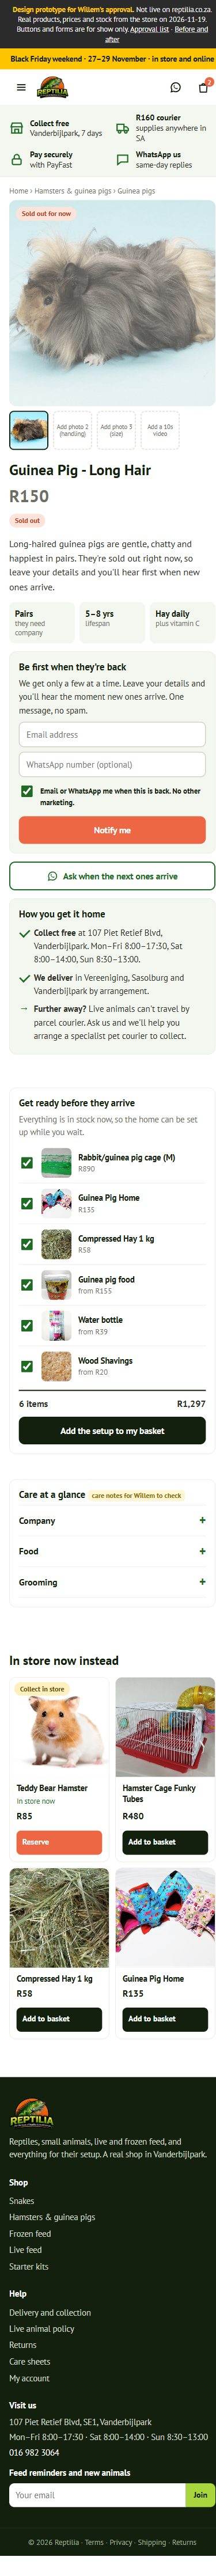 Design prototype for Willem's approval. Not live on reptilia.co.za.
Real products, prices and stock from the store on 2026-11-19.
Buttons and forms are for show only. Approval list · Before and
after
Black Friday weekend · 27–29 November · in store and online
REPTILIA
2
Collect free
Vanderbijlpark, 7 days
R160 courier
supplies anywhere in
SA
Pay securely
with PayFast
WhatsApp us
same-day replies
Home › Hamsters & guinea pigs › Guinea pigs
Sold out for now
Add photo 2
(handling)
Add photo 3
(size)
Add a 10s
video
Guinea Pig - Long Hair
R150
Sold out
Long-haired guinea pigs are gentle, chatty and
happiest in pairs. They're sold out right now, so
leave your details and you'll hear first when new
ones arrive.
Pairs
they need
company
5–8 yrs
lifespan
Hay daily
plus vitamin C
Be first when they're back
We get only a few at a time. Leave your details and
you'll hear the moment new ones arrive. One
message, no spam.
Email address
WhatsApp number (optional)
Email or WhatsApp me when this is back. No other
marketing.
Notify me
Ask when the next ones arrive
How you get it home
Collect free at 107 Piet Retief Blvd,
Vanderbijlpark. Mon–Fri 8:00–17:30, Sat
8:00–14:00, Sun 8:30–13:00.
We deliver in Vereeniging, Sasolburg and
Vanderbijlpark by arrangement.
→ Further away? Live animals can't travel by
parcel courier. Ask us and we'll help you
arrange a specialist pet courier to collect.
Get ready before they arrive
Everything is in stock now, so the home can be set
up while you wait.
Rabbit/guinea pig cage (M)
R890
Guinea Pig Home
R135
Compressed Hay 1 kg
R58
Guinea pig food
from R155
Water bottle
from R39
Wood Shavings
from R20
6 items R1,297
Add the setup to my basket
Care at a glance care notes for Willem to check
Company +
Food +
Grooming +
In store now instead
Collect in store
Teddy Bear Hamster
In store now
R85
Reserve
Hamster Cage Funky
Tubes
R480
Add to basket
Compressed Hay 1 kg
R58
Add to basket
Guinea Pig Home
R135
Add to basket
REPTILIA
Reptiles, small animals, live and frozen feed, and
everything for their setup. A real shop in Vanderbijlpark.
Shop
Snakes
Hamsters & guinea pigs
Frozen feed
Live feed
Starter kits
Help
Delivery and collection
Live animal policy
Returns
Care sheets
My account
Visit us
107 Piet Retief Blvd, SE1, Vanderbijlpark
Mon–Fri 8:00–17:30 · Sat 8:00–14:00 · Sun 8:30–13:00
016 982 3064
Feed reminders and new animals
Your email
Join
© 2026 Reptilia · Terms · Privacy · Shipping · Returns